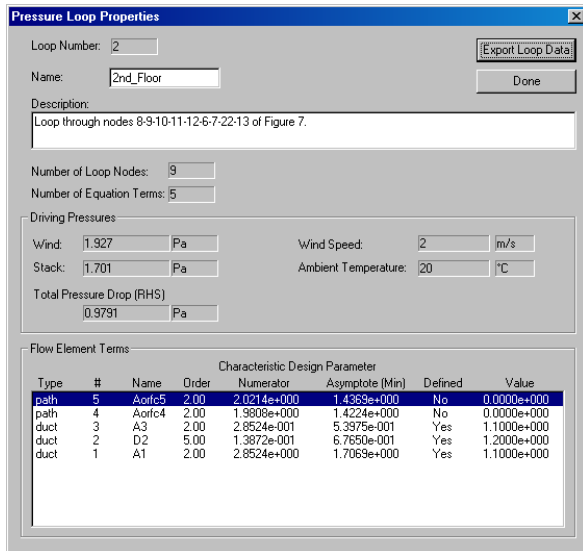 Pressure Loop Properties
Loop Number: 2
Export Loop Data
Name: 2nd_Floor
Done
Description:
Loop through nodes 8-9-10-11-12-6-7-22-13 of Figure 7.
Number of Loop Nodes: 9
Number of Equation Terms: 5
Driving Pressures
Wind: 1.927 Pa Wind Speed: 2 m/s
Stack: 1.701 Pa Ambient Temperature: 20 °C
Total Pressure Drop (RHS)
0.9791 Pa
Flow Element Terms
Characteristic Design Parameter
Type # Name Order Numerator Asymptote (Min) Defined Value
path 5 Aorfc5 2.00 2.0214e+000 1.4369e+000 No 0.0000e+000
path 4 Aorfc4 2.00 1.9808e+000 1.4224e+000 No 0.0000e+000
duct 3 A3 2.00 2.8524e-001 5.3975e-001 Yes 1.1000e+000
duct 2 D2 5.00 1.3872e-001 6.7650e-001 Yes 1.2000e+000
duct 1 A1 2.00 2.8524e+000 1.7069e+000 Yes 1.1000e+000